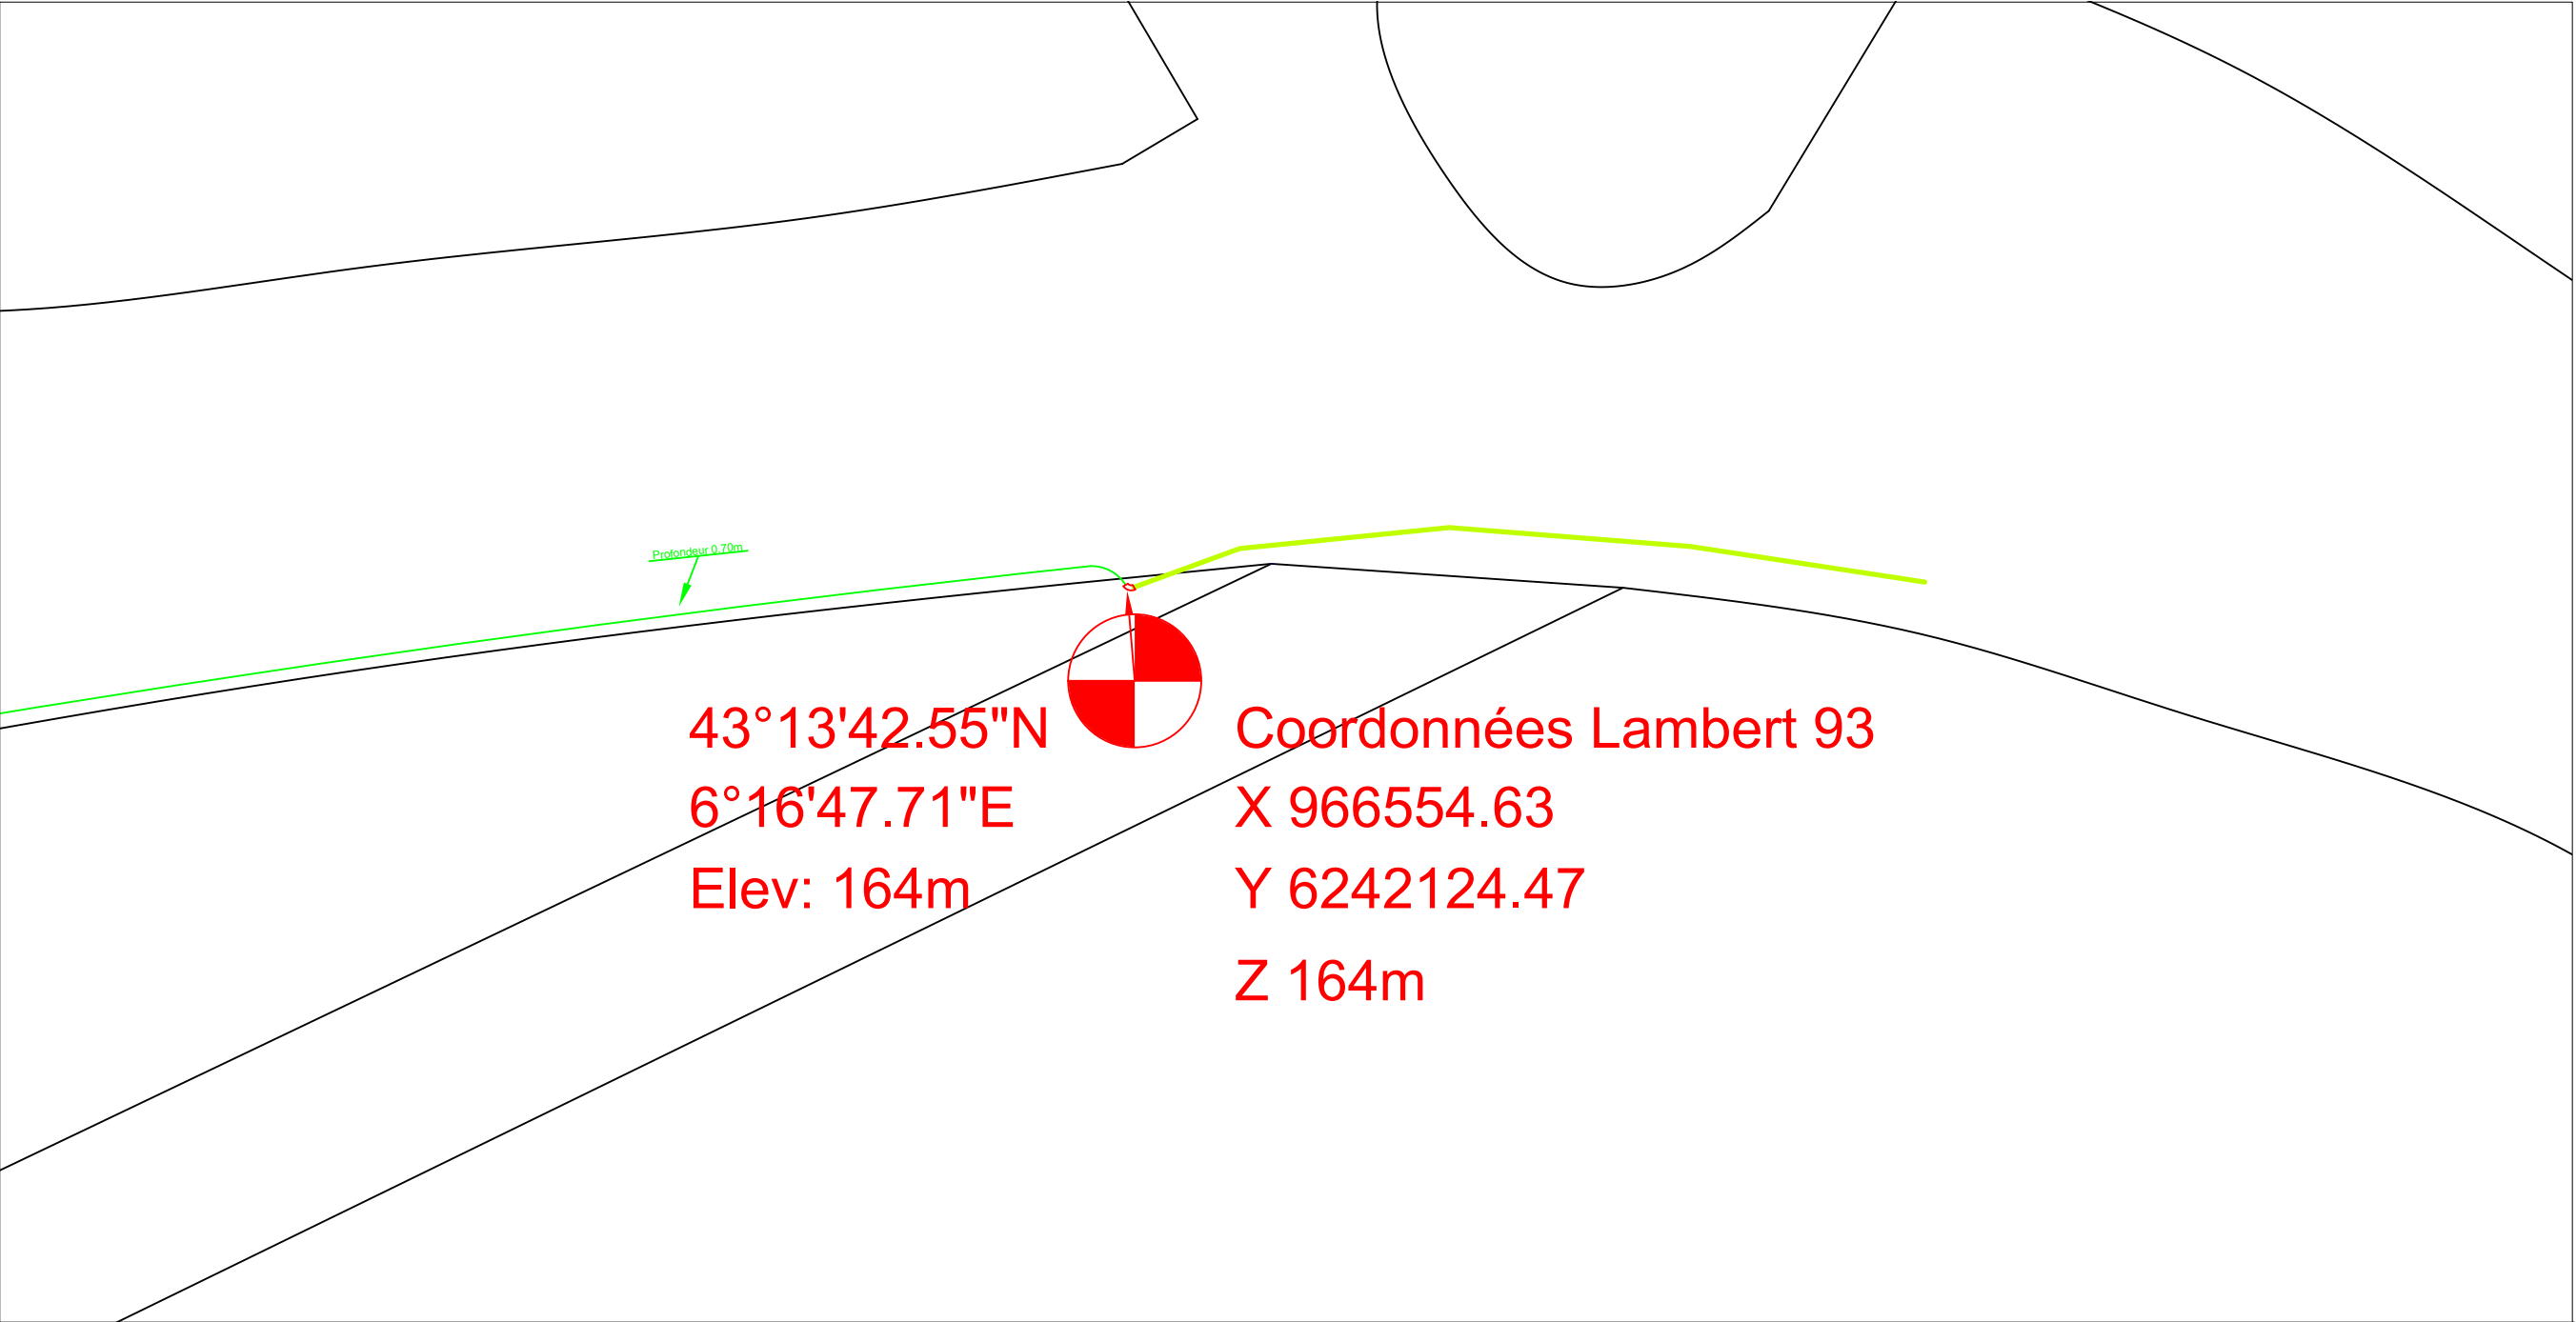 Profondeur 0.70m
43°13'42.55"N
6°16'47.71"E
Elev: 164m
Coordonnées Lambert 93
X 966554.63
Y 6242124.47
Z 164m